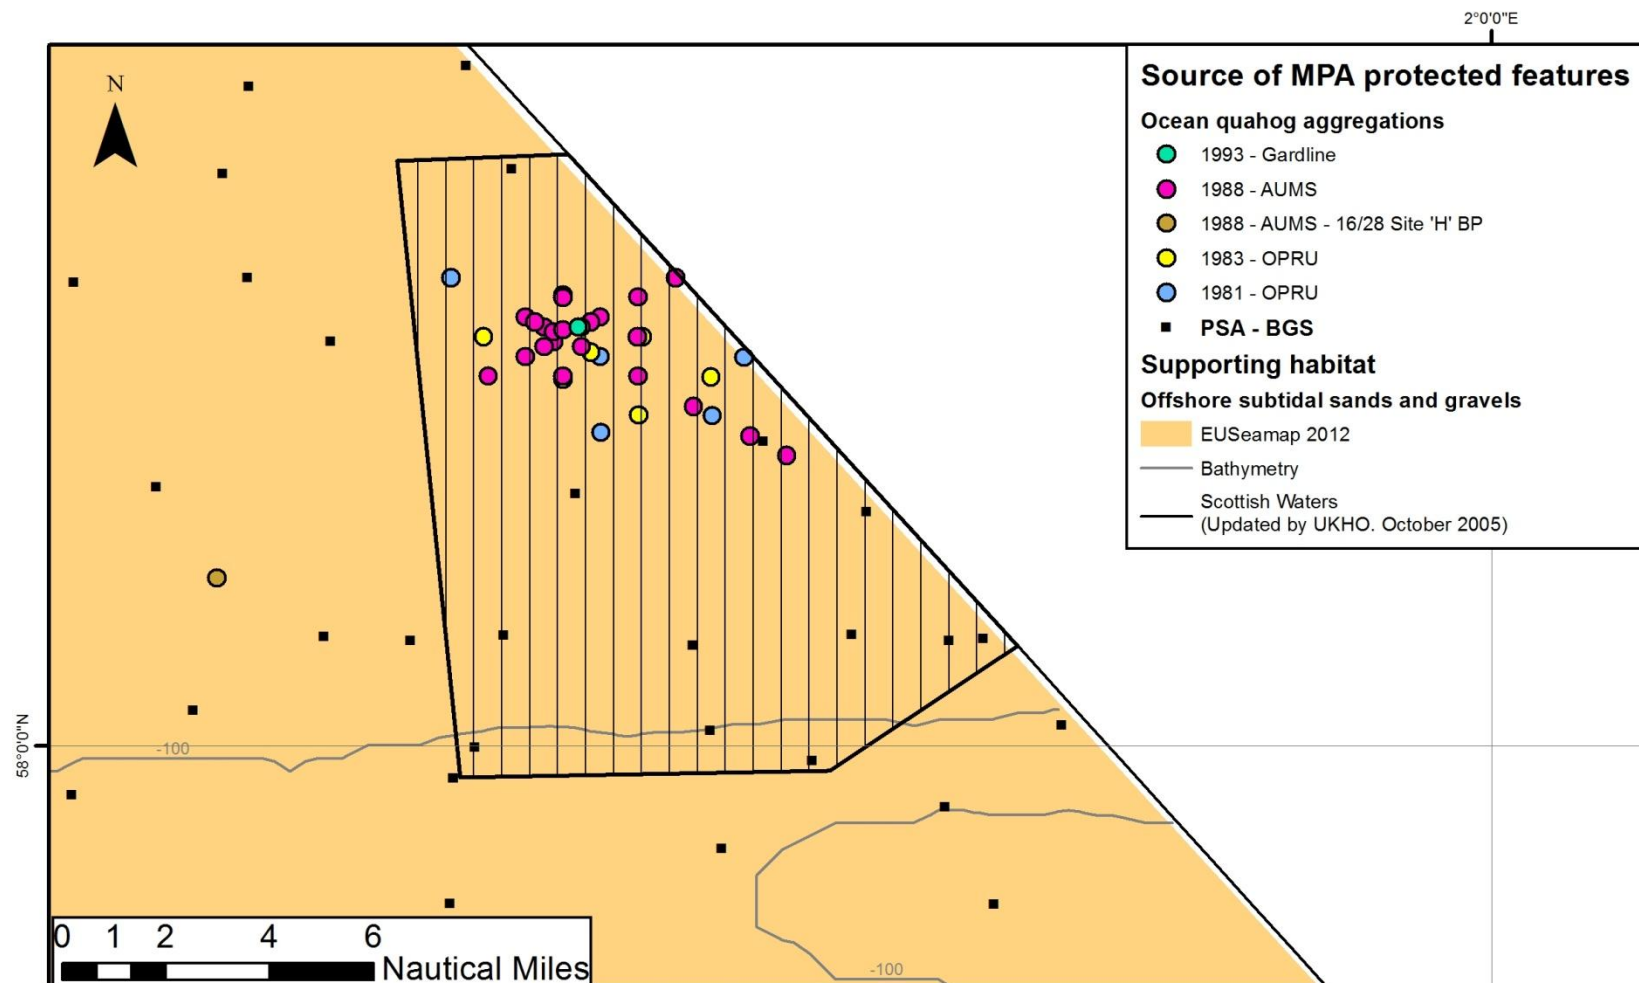 2°0'0"E
N
Source of MPA protected features
Ocean quahog aggregations
1993 - Gardline
1988 - AUMS
1988 - AUMS - 16/28 Site 'H' BP
1983 - OPRU
1981 - OPRU
PSA - BGS
Supporting habitat
Offshore subtidal sands and gravels
EUSeamap 2012
Bathymetry
Scottish Waters
(Updated by UKHO. October 2005)
58°0'0"N
-100
-100
0 1 2 4 6
Nautical Miles